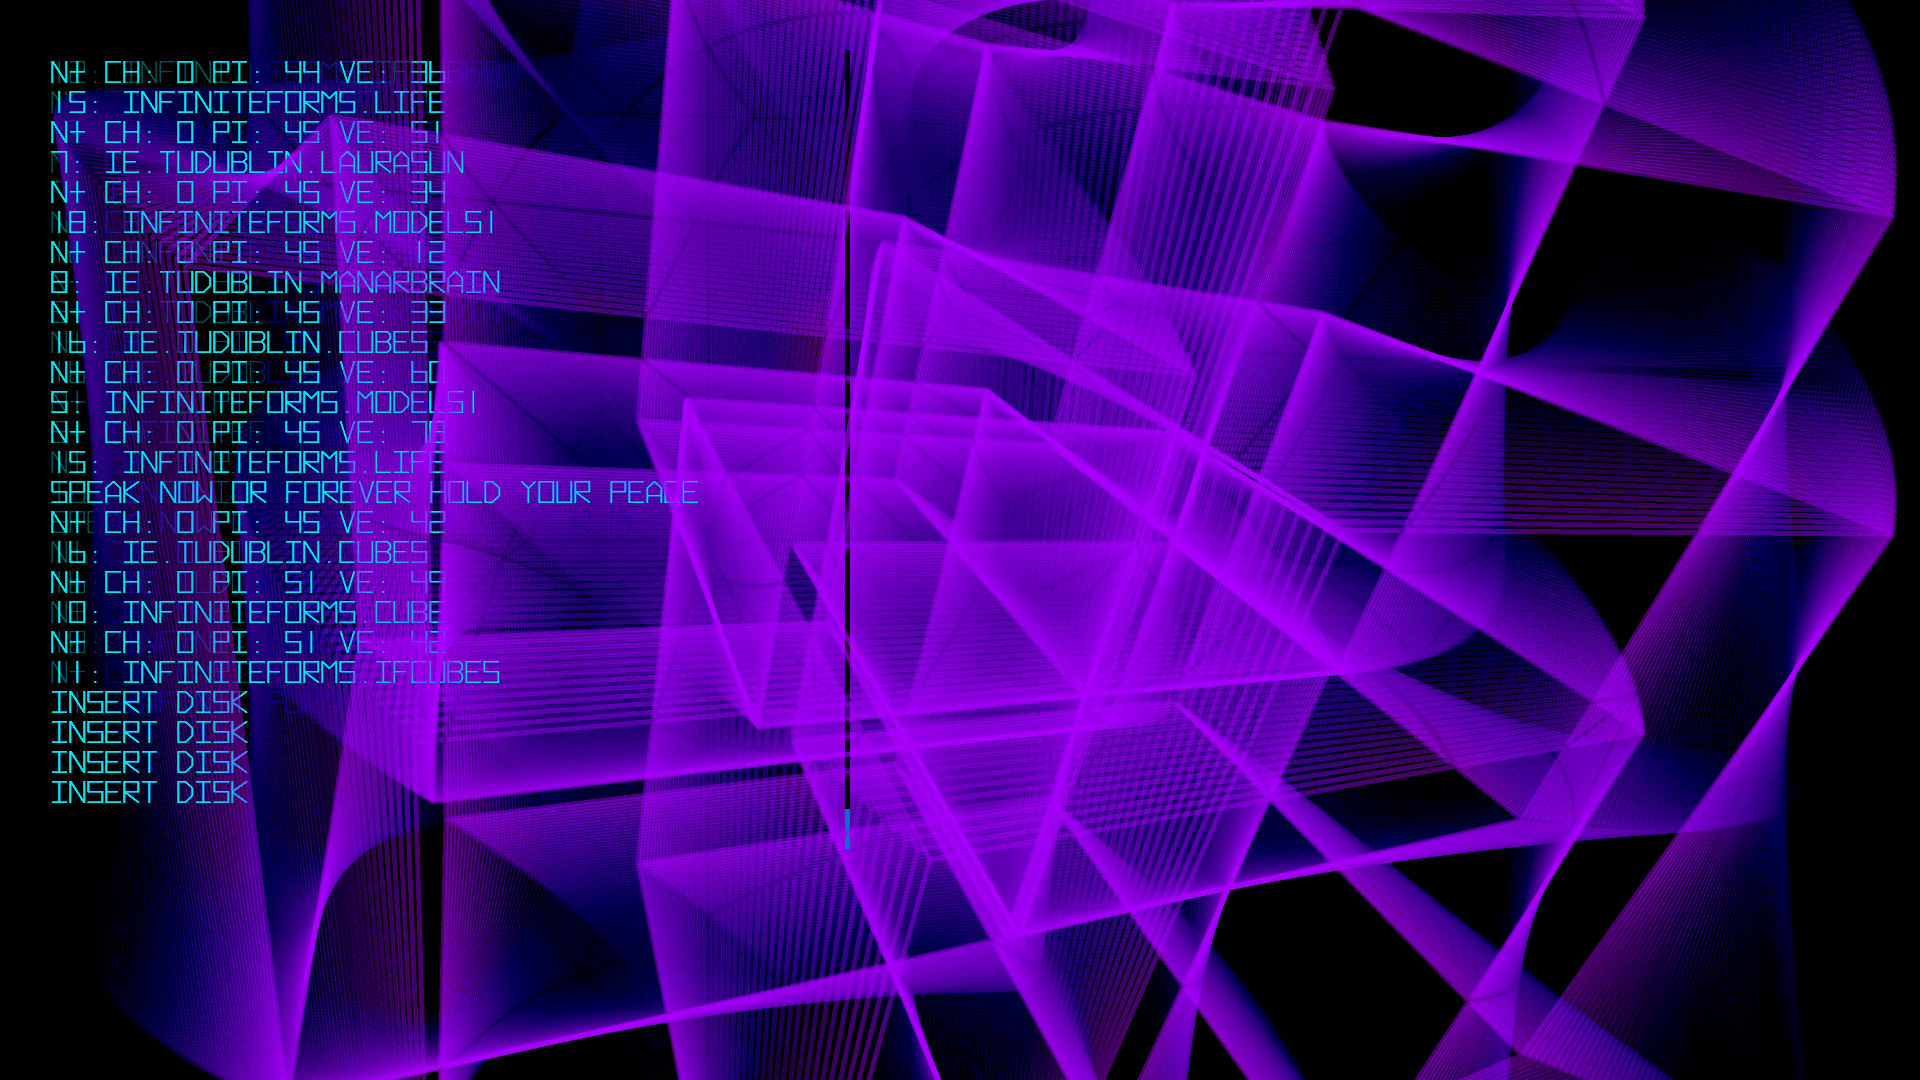 N+ CH: 0 PI: 44 VE: 36
15: INFINITEFORMS.LIFE
N+ CH: 0 PI: 45 VE: 51
7: IE.TUDUBLIN.LAURASUN
N+ CH: 0 PI: 45 VE: 34
18: INFINITEFORMS.MODELS1
N+ CH: 0 PI: 45 VE: 12
8: IE.TUDUBLIN.MANARBRAIN
N+ CH: 0 PI: 45 VE: 33
16: IE.TUDUBLIN.CUBES
N+ CH: 0 PI: 45 VE: 60
5: INFINITEFORMS.MODELS1
N+ CH: 0 PI: 45 VE: 78
15: INFINITEFORMS.LIFE
SPEAK NOW OR FOREVER HOLD YOUR PEACE
N+ CH: 0 PI: 45 VE: 42
16: IE.TUDUBLIN.CUBES
N+ CH: 0 PI: 51 VE: 49
10: INFINITEFORMS.CUBE
N+ CH: 0 PI: 51 VE: 42
11: INFINITEFORMS.IFCUBES
INSERT DISK
INSERT DISK
INSERT DISK
INSERT DISK